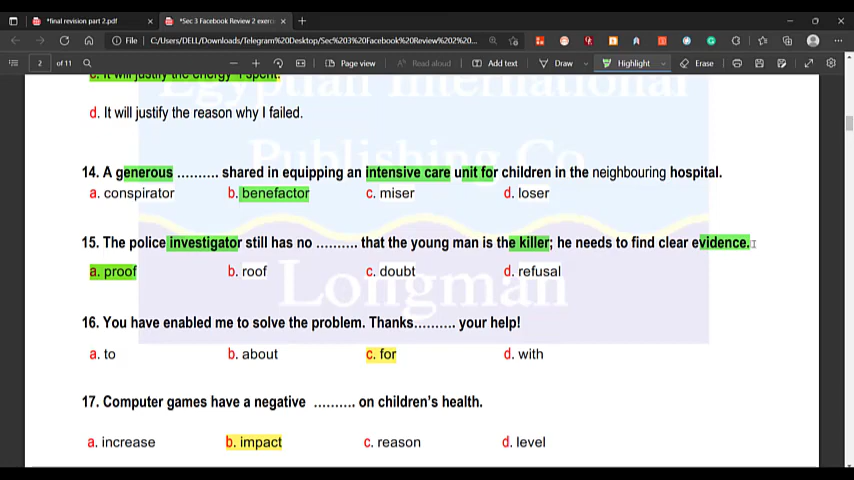 *final revision part 2.pdf
*Sec 3 Facebook Review 2 exerc
File
C:/Users/DELL/Downloads/Telegram%20Desktop/Sec%203%20Facebook%20Review%202%20...
2 of 11
Page view
Read aloud
Add text
Draw
Highlight
Erase
c. It will justify the energy I spent.
Egyptian International
d. It will justify the reason why I failed.
Publishing Co.
14. A generous ......... shared in equipping an intensive care unit for children in the neighbouring hospital.
a. conspirator b. benefactor c. miser d. loser
15. The police investigator still has no ......... that the young man is the killer; he needs to find clear evidence.
a. proof b. roof c. doubt d. refusal
Longman
16. You have enabled me to solve the problem. Thanks......... your help!
a. to b. about c. for d. with
17. Computer games have a negative ......... on children's health.
a. increase b. impact c. reason d. level